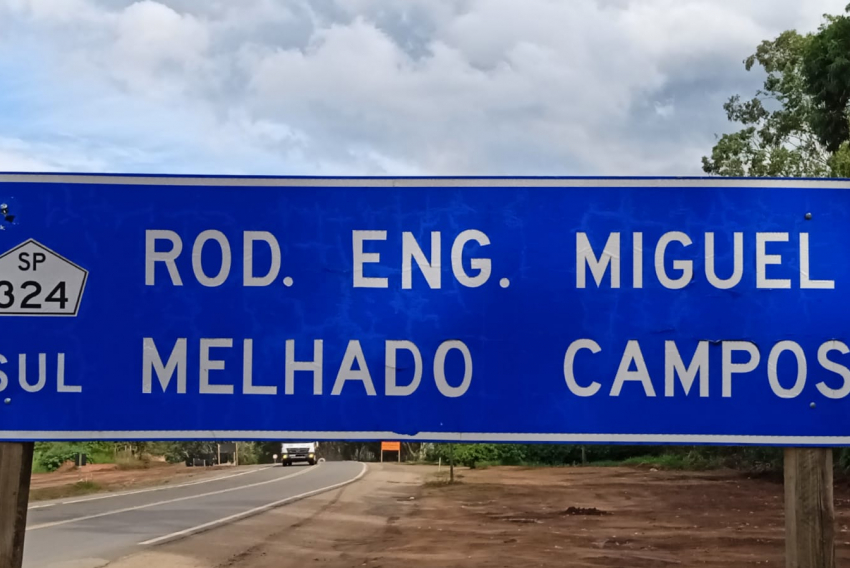 SP
324
ROD. ENG. MIGUEL
SUL MELHADO CAMPOS